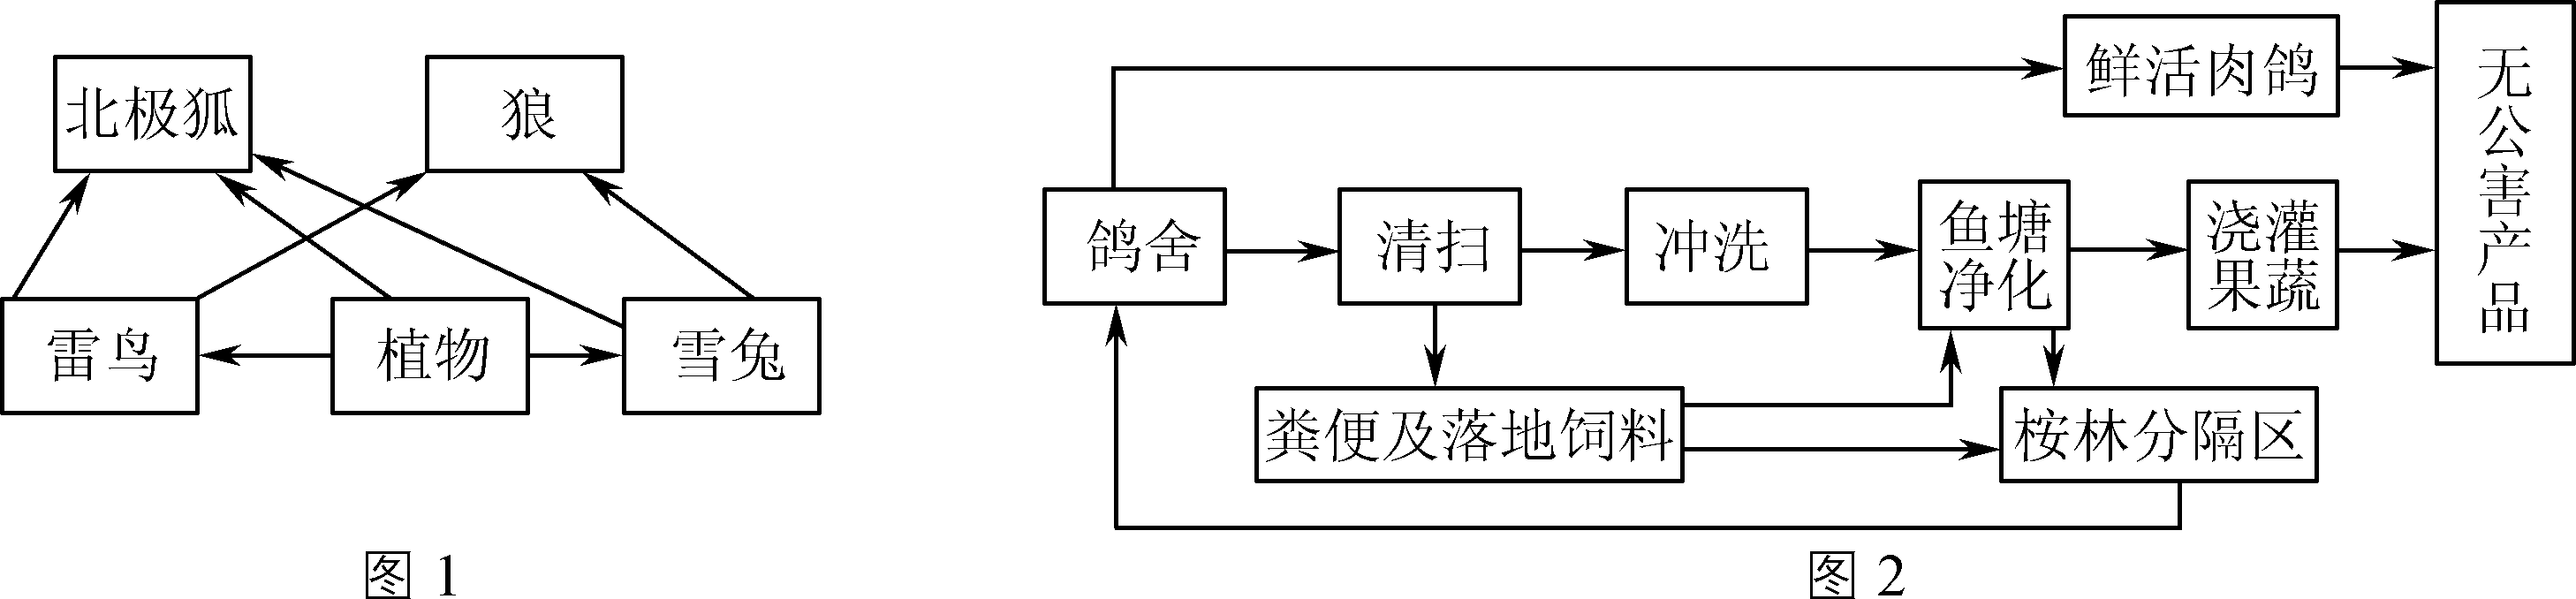 北极狐
狼
雷鸟
植物
雪兔
图 1
鲜活肉鸽
无公害产品
鸽舍
清扫
冲洗
鱼塘
净化
浇灌
果蔬
粪便及落地饲料
桉林分隔区
图 2